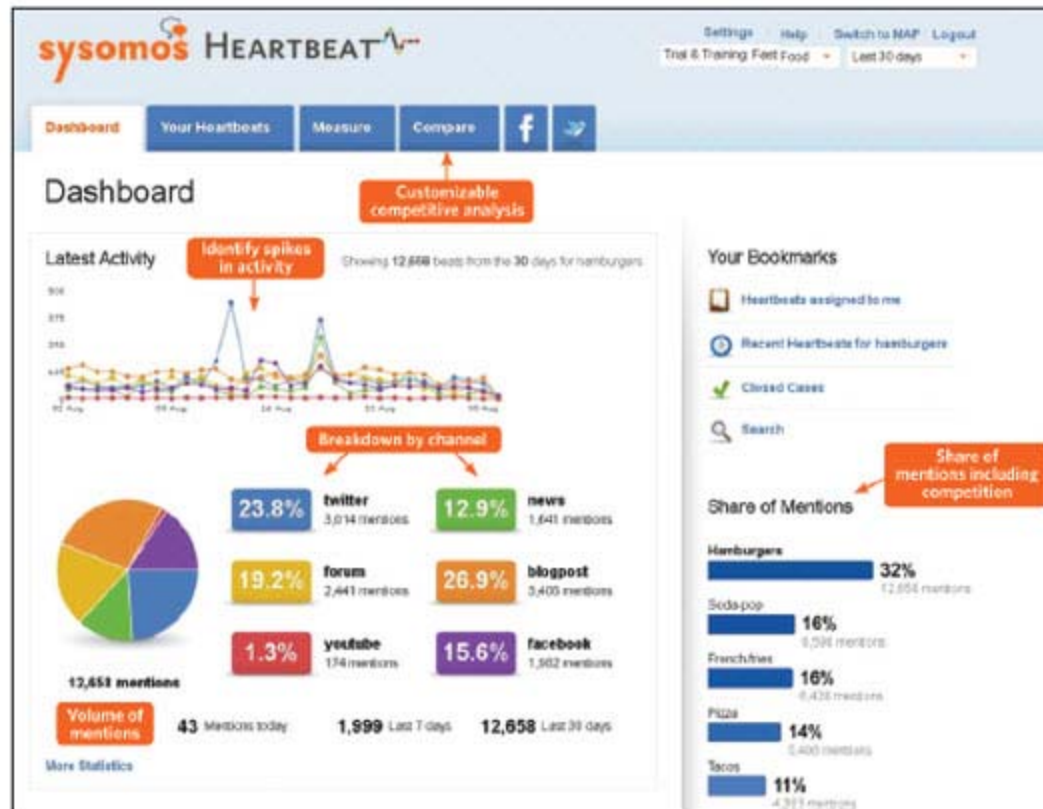 sysomos HEARTBEAT
Settings Help Switch to MAP Logout
Trial & Training: Fast Food Last 30 days
Dashboard Your Heartbeats Measure Compare f
Customizable
competitive analysis
Dashboard
Latest Activity
Identify spikes
in activity
Showing 12,658 beats from the 30 days for hamburgers
Breakdown by channel
23.8% twitter
3,014 mentions
12.9% news
1,641 mentions
19.2% forum
2,441 mentions
26.9% blogpost
3,405 mentions
1.3% youtube
174 mentions
15.6% facebook
mentions
12,658 mentions
Volume of
mentions
43 Mentions today 1,999 Last 7 days 12,658 Last 30 days
More Statistics
Your Bookmarks
Heartbeats assigned to me
Recent Heartbeats for hamburgers
Closed Cases
Search
Share of
mentions including
competition
Share of Mentions
Hamburgers
32%
12,658 mentions
Soda-pop
16%
mentions
French fries
16%
mentions
Pizza
14%
mentions
Tacos
11%
mentions